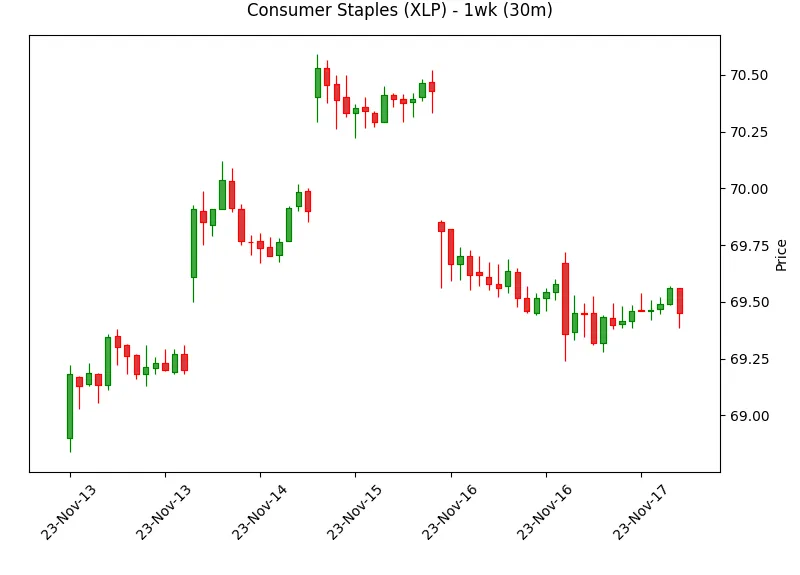 Consumer Staples (XLP) - 1wk (30m)
70.50
70.25
70.00
69.75
69.50
69.25
69.00
Price
23-Nov-13
23-Nov-13
23-Nov-14
23-Nov-15
23-Nov-16
23-Nov-16
23-Nov-17